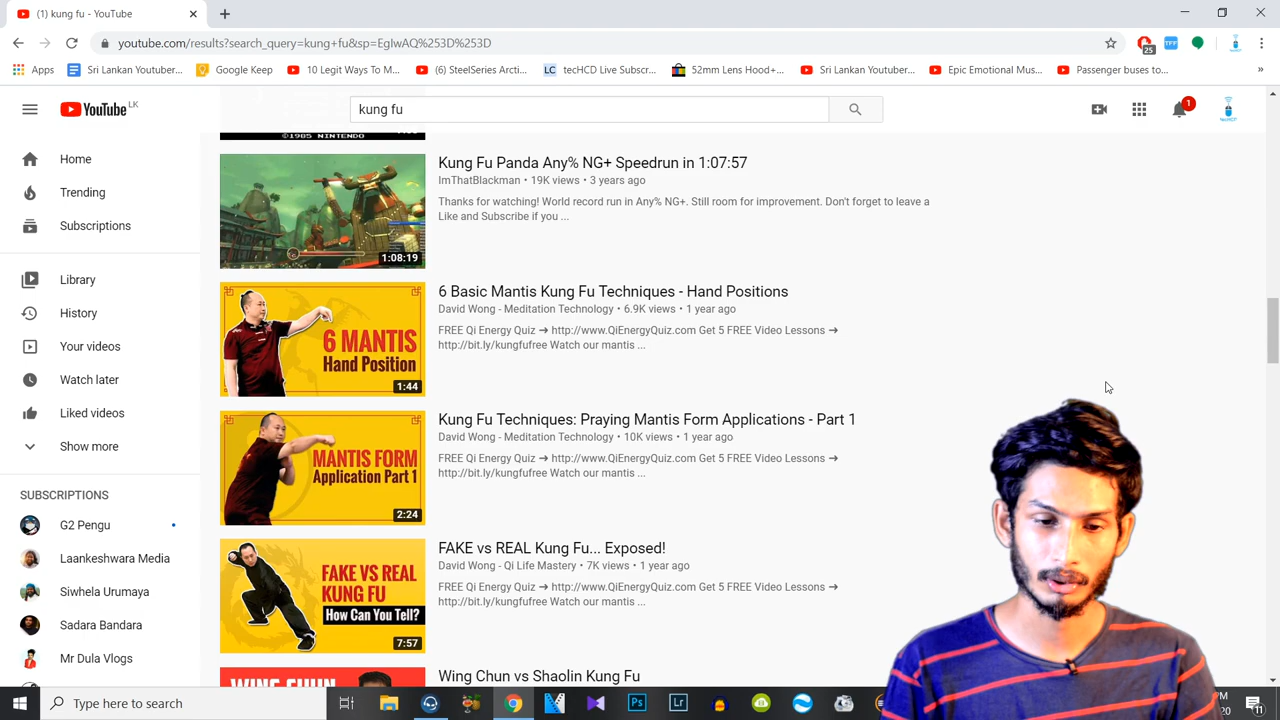 (1) kung fu - YouTube
youtube.com/results?search_query=kung+fu&sp=EgIwAQ%253D%253D
25
TFF
Apps
Sri Lankan Youtuber...
Google Keep
10 Legit Ways To M...
(6) SteelSeries Arcti...
LC
techCD Live Subscr...
52mm Lens Hood+...
Sri Lankan Youtuber...
Epic Emotional Mus...
Passenger buses to...
»
YouTube LK
kung fu
1
©1985 NINTENDO
Home
Trending
Subscriptions
Library
History
Your videos
Watch later
Liked videos
Show more
SUBSCRIPTIONS
G2 Pengu
Laankeshwara Media
Siwhela Urumaya
Sadara Bandara
Mr Dula Vlogs
1:08:19
Kung Fu Panda Any% NG+ Speedrun in 1:07:57
ImThatBlackman • 19K views • 3 years ago
Thanks for watching! World record run in Any% NG+. Still room for improvement. Don't forget to leave a
Like and Subscribe if you ...
6 MANTIS
Hand Position
1:44
6 Basic Mantis Kung Fu Techniques - Hand Positions
David Wong - Meditation Technology • 6.9K views • 1 year ago
FREE Qi Energy Quiz ➔ http://www.QiEnergyQuiz.com Get 5 FREE Video Lessons ➔
http://bit.ly/kungfufree Watch our mantis ...
MANTIS FORM
Application Part 1
2:24
Kung Fu Techniques: Praying Mantis Form Applications - Part 1
David Wong - Meditation Technology • 10K views • 1 year ago
FREE Qi Energy Quiz ➔ http://www.QiEnergyQuiz.com Get 5 FREE Video Lessons ➔
http://bit.ly/kungfufree Watch our mantis ...
FAKE VS REAL
KUNG FU
How Can You Tell?
7:57
FAKE vs REAL Kung Fu... Exposed!
David Wong - Qi Life Mastery • 7K views • 1 year ago
FREE Qi Energy Quiz ➔ http://www.QiEnergyQuiz.com Get 5 FREE Video Lessons ➔
http://bit.ly/kungfufree Watch our mantis ...
WING CHUN
Wing Chun vs Shaolin Kung Fu
Type here to search
Ps
Lr
11